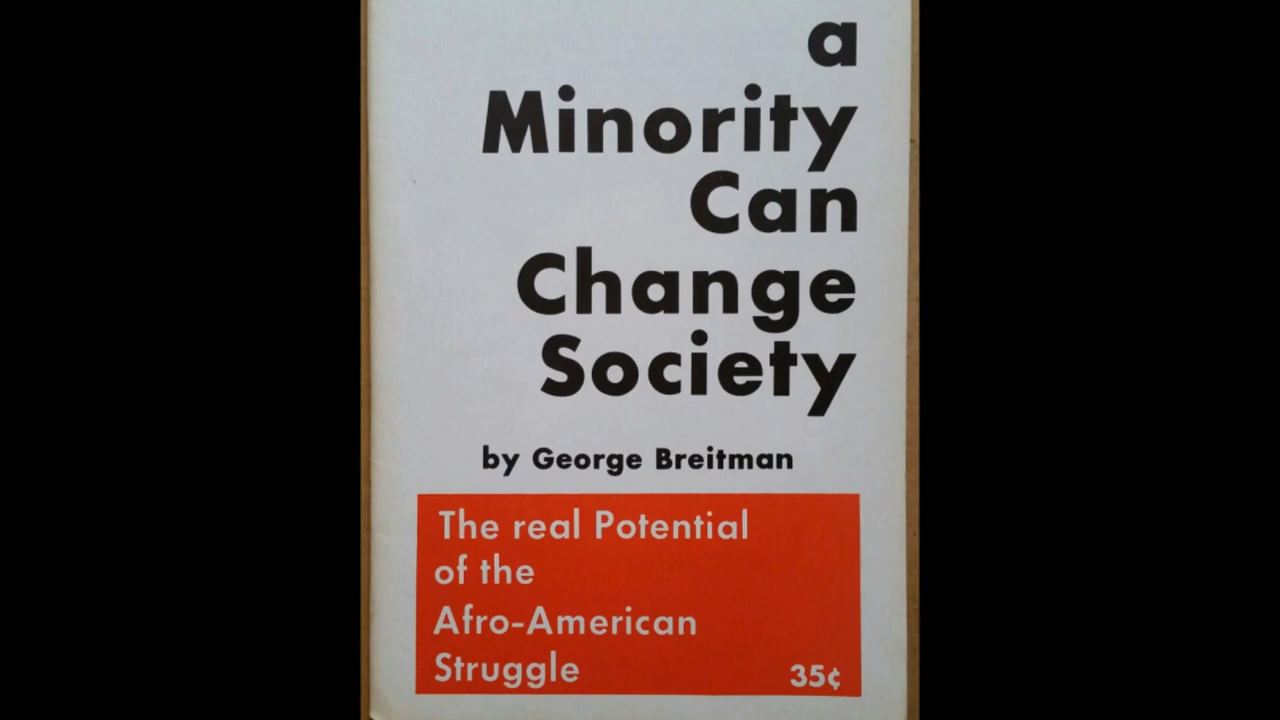 a
Minority
Can
Change
Society
by George Breitman
The real Potential
of the
Afro-American
Struggle
35¢